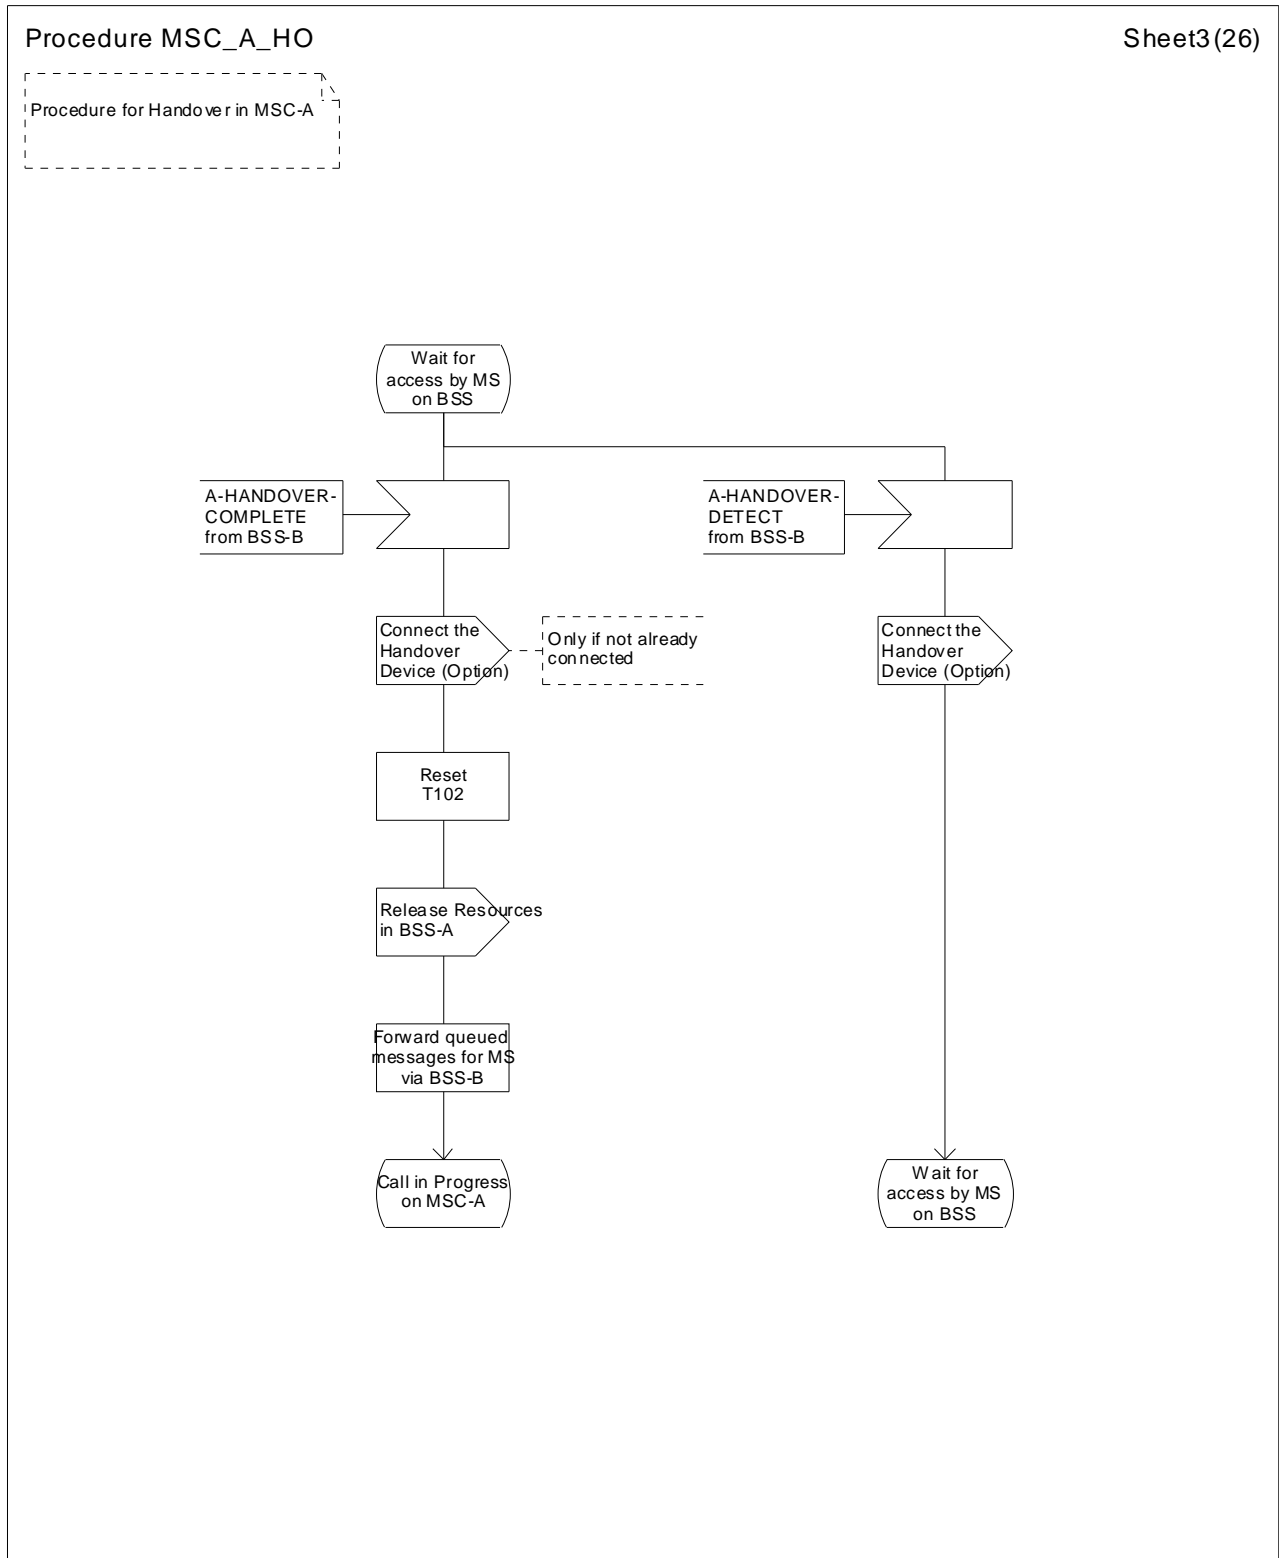 Procedure MSC_A_HO
Sheet3(26)
Procedure for Handover in MSC-A
Wait for
access by MS
on BSS
A-HANDOVER-
COMPLETE
from BSS-B
A-HANDOVER-
DETECT
from BSS-B
Connect the
Handover
Device (Option)
Only if not already
connected
Connect the
Handover
Device (Option)
Reset
T102
Release Resources
in BSS-A
Forward queued
messages for MS
via BSS-B
Call in Progress
on MSC-A
Wait for
access by MS
on BSS